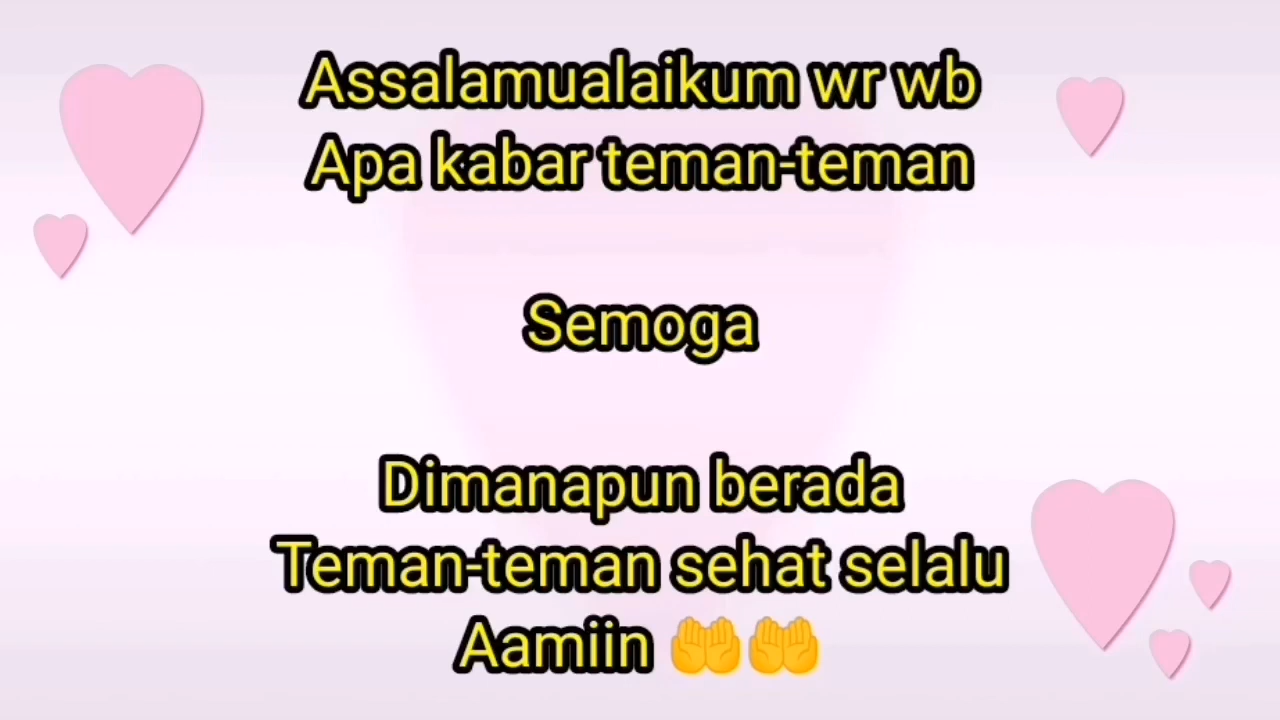 Assalamualaikum wr wb
Apa kabar teman-teman
Semoga
Dimanapun berada
Teman-teman sehat selalu
Aamiin 🤲🤲